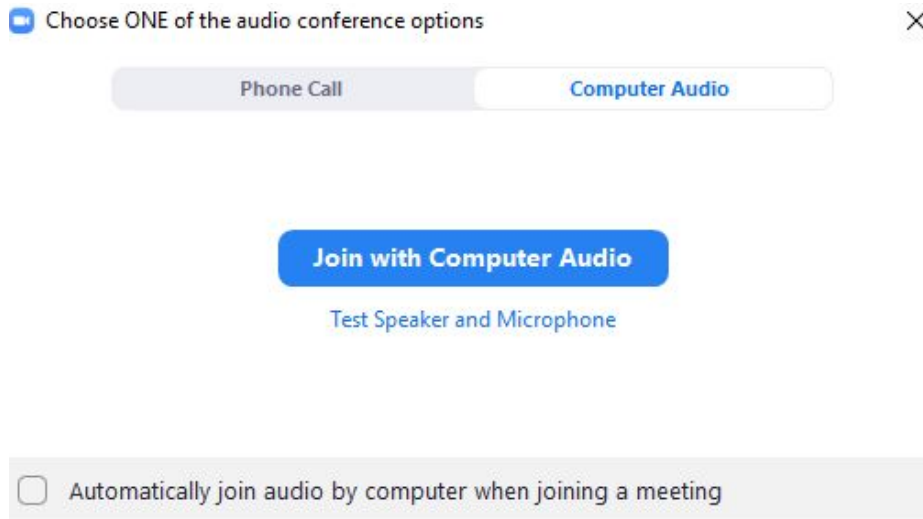 Choose ONE of the audio conference options
Phone Call
Computer Audio
Join with Computer Audio
Test Speaker and Microphone
Automatically join audio by computer when joining a meeting